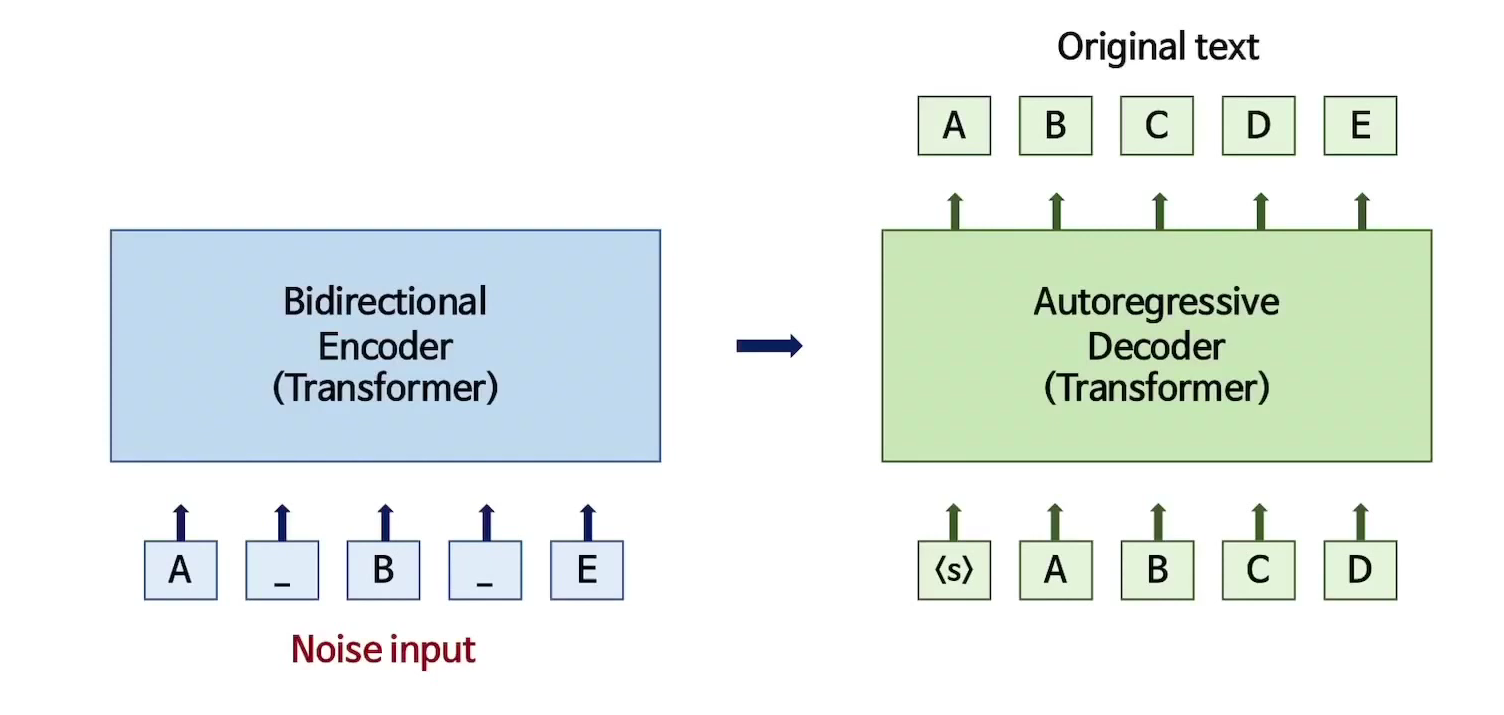 Original text
A B C D E
Bidirectional
Encoder
(Transformer)
Autoregressive
Decoder
(Transformer)
A _ B _ E
⟨s⟩ A B C D
Noise input